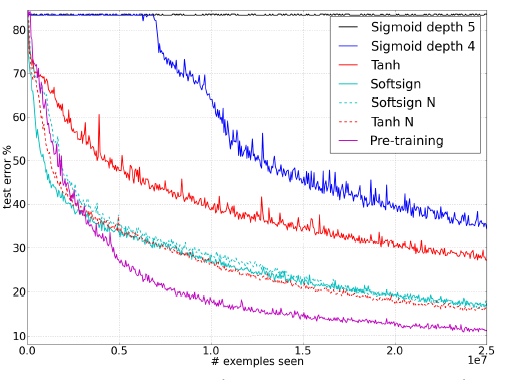 80
70
60
50
40
30
20
10
test error %
0.0
0.5
1.0
1.5
2.0
2.5
1e7
# exemples seen
Sigmoid depth 5
Sigmoid depth 4
Tanh
Softsign
Softsign N
Tanh N
Pre-training